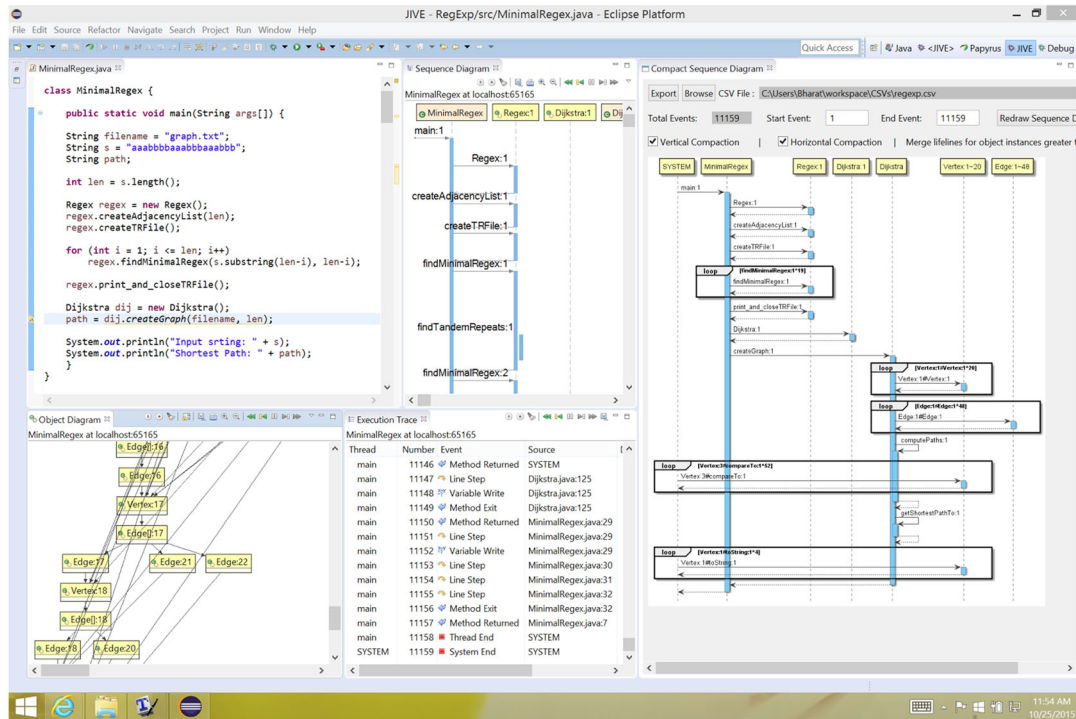 JIVE - RegExp/src/MinimalRegex.java - Eclipse Platform
File Edit Source Refactor Navigate Search Project Run Window Help
Quick Access
Java <JIVE> Papyrus JIVE Debug
MinimalRegex.java
class MinimalRegex {
public static void main(String args[]) {
String filename = "graph.txt";
String s = "aaabbbbaaabbbaaabbb";
String path;
int len = s.length();
Regex regex = new Regex();
regex.createAdjacencyList(len);
regex.createTRFile();
for (int i = 1; i <= len; i++)
regex.findMinimalRegex(s.substring(len-i), len-i);
regex.print_and_closeTRFile();
Dijkstra dij = new Dijkstra();
path = dij.createGraph(filename, len);
System.out.println("Input srting: " + s);
System.out.println("Shortest Path: " + path);
}
}
Sequence Diagram
MinimalRegex at localhost:65165
MinimalRegex Regex:1 Dijkstra:1 Dij
main:1
Regex:1
createAdjacencyList:1
createTRFile:1
findMinimalRegex:1
findTandemRepeats:1
findMinimalRegex:2
Compact Sequence Diagram
Export Browse CSV File : C:\Users\Bharat\workspace\CSVs\regexp.csv
Total Events: 11159 Start Event: 1 End Event: 11159 Redraw Sequence D
Vertical Compaction | Horizontal Compaction | Merge lifelines for object instances greater t
SYSTEM MinimalRegex Regex:1 Dijkstra:1 Dijkstra Vertex:1~20 Edge:1~48
main:1
Regex:1
createAdjacencyList:1
createTRFile:1
loop [findMinimalRegex:1*19]
findMinimalRegex:1
print_and_closeTRFile:1
Dijkstra:1
createGraph:1
loop [Vertex:1#Vertex:1*20]
Vertex:1#Vertex:1
loop [Edge:1#Edge:1*48]
Edge:1#Edge:1
computePaths:1
loop [Vertex:3#compareTo:1*52]
Vertex:3#compareTo:1
getShortestPathTo:1
loop [Vertex:1#toString:1*4]
Vertex:1#toString:1
Object Diagram
MinimalRegex at localhost:65165
Edge[]:16
Edge:16
Vertex:17
Edge[]:17
Edge:17 Edge:21 Edge:22
Vertex:18
Edge[]:18
Edge:18 Edge:20
Execution Trace
MinimalRegex at localhost:65165
Thread Number Event Source
main 11146 Method Returned SYSTEM
main 11147 Line Step Dijkstra.java:125
main 11148 Variable Write Dijkstra.java:125
main 11149 Method Exit Dijkstra.java:125
main 11150 Method Returned MinimalRegex.java:29
main 11151 Line Step MinimalRegex.java:29
main 11152 Variable Write MinimalRegex.java:29
main 11153 Line Step MinimalRegex.java:30
main 11154 Line Step MinimalRegex.java:31
main 11155 Line Step MinimalRegex.java:32
main 11156 Method Exit MinimalRegex.java:32
main 11157 Method Returned MinimalRegex.java:7
main 11158 Thread End SYSTEM
SYSTEM 11159 System End SYSTEM
11:54 AM
10/25/2015